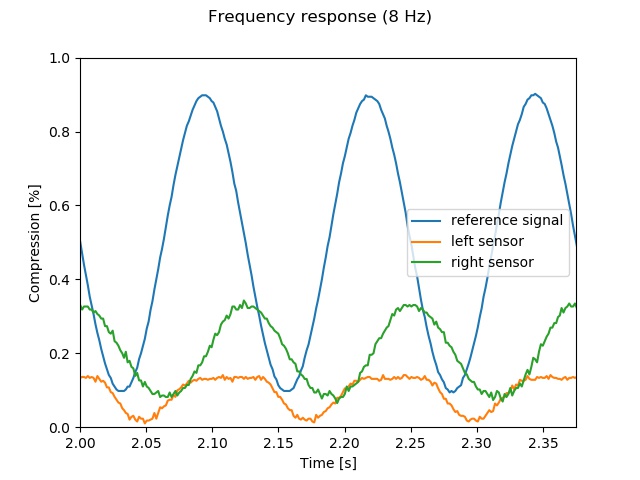 Frequency response (8 Hz)
1.0
0.8
0.6
0.4
0.2
0.0
Compression [%]
reference signal
left sensor
right sensor
2.00 2.05 2.10 2.15 2.20 2.25 2.30 2.35
Time [s]